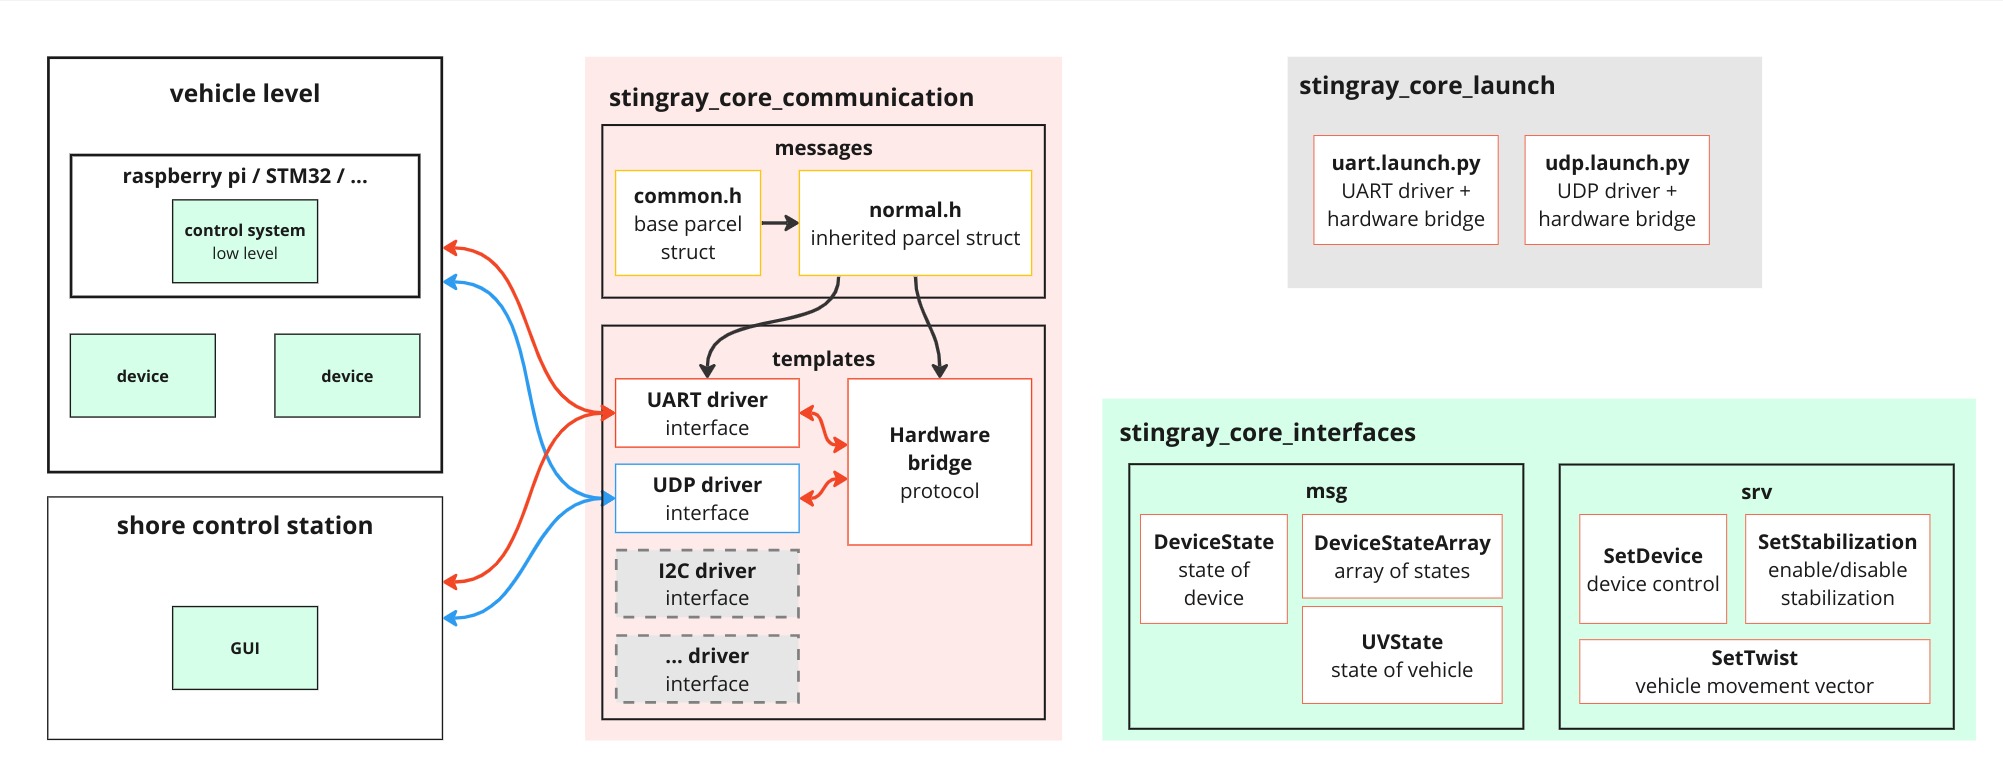 vehicle level
raspberry pi / STM32 / ...
control system
low level
device
device
shore control station
GUI
stingray_core_communication
messages
common.h
base parcel
struct
normal.h
inherited parcel struct
templates
UART driver
interface
UDP driver
interface
I2C driver
interface
... driver
interface
Hardware
bridge
protocol
stingray_core_launch
uart.launch.py
UART driver +
hardware bridge
udp.launch.py
UDP driver +
hardware bridge
stingray_core_interfaces
msg
DeviceState
state of
device
DeviceStateArray
array of states
UVState
state of vehicle
srv
SetDevice
device control
SetStabilization
enable/disable
stabilization
SetTwist
vehicle movement vector